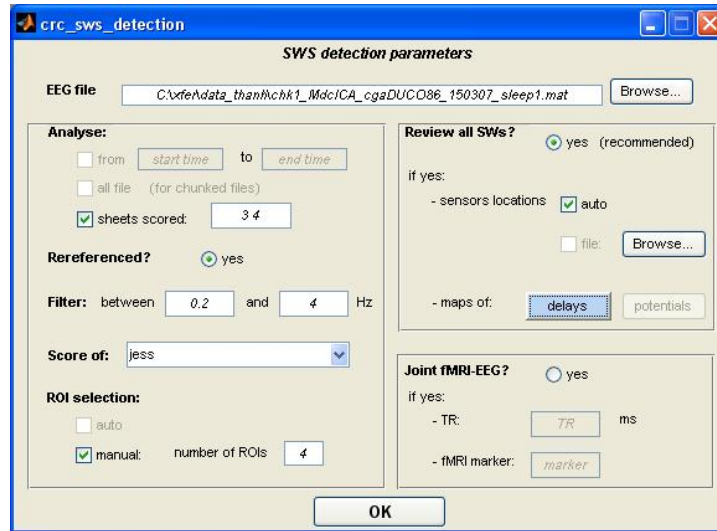 crc_sws_detection
SWS detection parameters
EEG file C:\xfer\data_thanh\chk1_MdcICA_cgaDUCO86_150307_sleep1.mat Browse...
Analyse:
from start time to end time
all file (for chunked files)
sheets scored: 3 4
Rereferenced? yes
Filter: between 0.2 and 4 Hz
Score of: jess
ROI selection:
auto
manual: number of ROIs 4
Review all SWs? yes (recommended)
if yes:
- sensors locations auto
file: Browse...
- maps of: delays potentials
Joint fMRI-EEG? yes
if yes:
- TR: TR ms
- fMRI marker: marker
OK